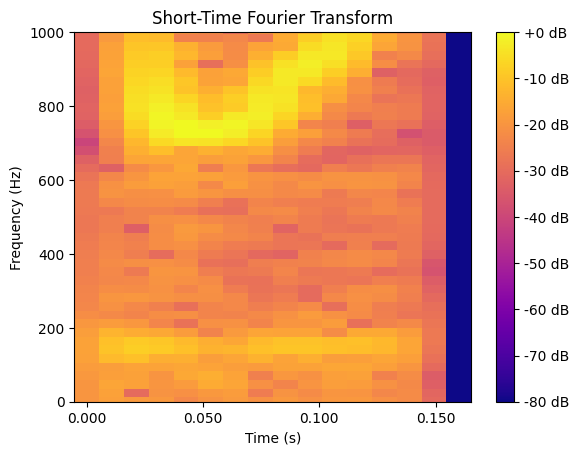 Short-Time Fourier Transform
1000
800
600
400
200
0
Frequency (Hz)
0.000
0.050
0.100
0.150
Time (s)
+0 dB
-10 dB
-20 dB
-30 dB
-40 dB
-50 dB
-60 dB
-70 dB
-80 dB